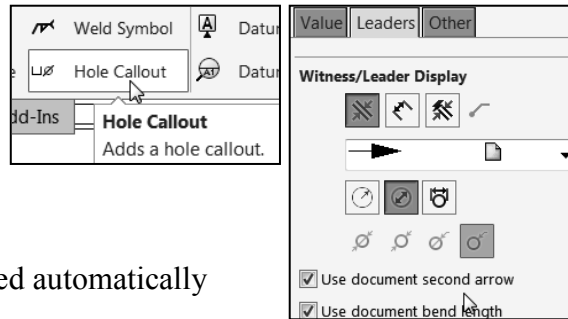 Weld Symbol
A
Datu
Hole Callout
A1
Datu
dd-Ins
Hole Callout
Adds a hole callout.
Value Leaders Other
Witness/Leader Display
Use document second arrow
Use document bend length
ed automatically